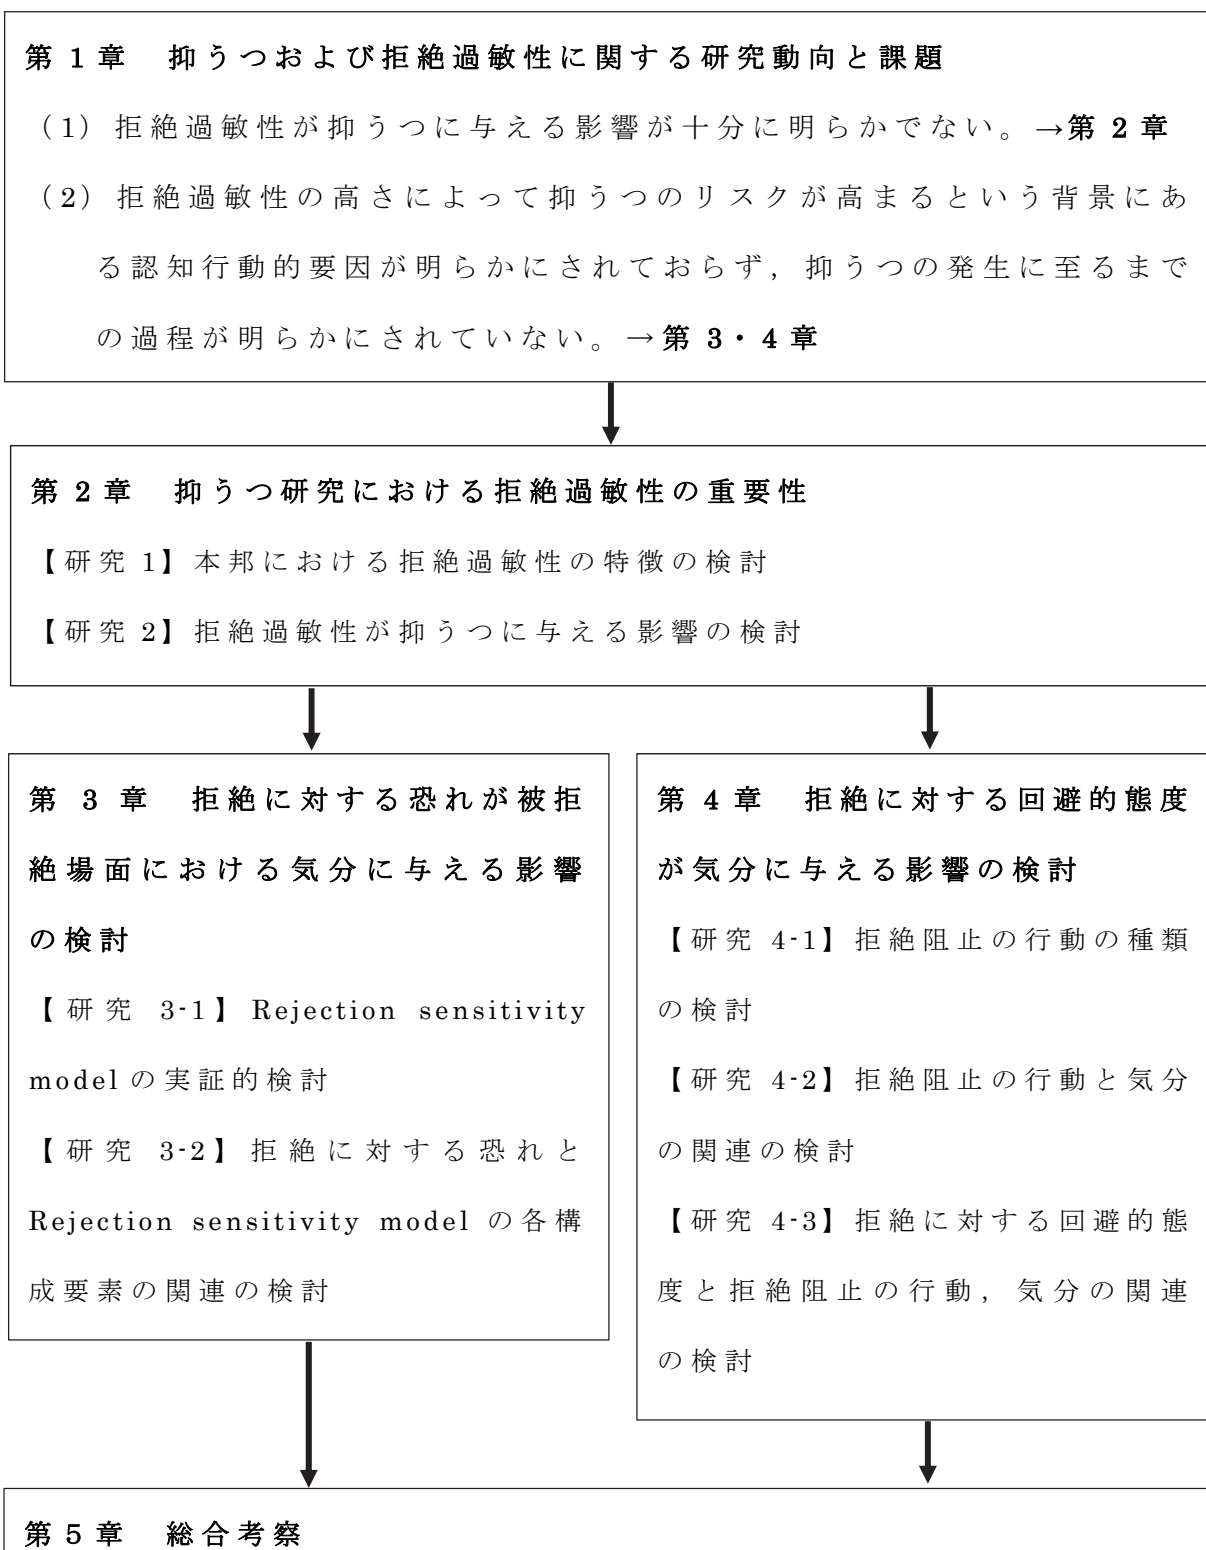 第 1 章　抑うつおよび拒絶過敏性に関する研究動向と課題
（1）拒絶過敏性が抑うつに与える影響が十分に明らかでない。→第 2 章
（2）拒絶過敏性の高さによって抑うつのリスクが高まるという背景にあ
る認知行動的要因が明らかにされておらず，抑うつの発生に至るまで
の過程が明らかにされていない。→第 3・4 章
第 2 章　抑うつ研究における拒絶過敏性の重要性
【研究 1】本邦における拒絶過敏性の特徴の検討
【研究 2】拒絶過敏性が抑うつに与える影響の検討
第 3 章　拒絶に対する恐れが被拒
絶場面における気分に与える影響
の検討
【研究 3-1】Rejection sensitivity
model の実証的検討
【研究 3-2】拒絶に対する恐れと
Rejection sensitivity model の各構
成要素の関連の検討
第 4 章　拒絶に対する回避的態度
が気分に与える影響の検討
【研究 4-1】拒絶阻止の行動の種類
の検討
【研究 4-2】拒絶阻止の行動と気分
の関連の検討
【研究 4-3】拒絶に対する回避的態
度と拒絶阻止の行動，気分の関連
の検討
第 5 章　総合考察